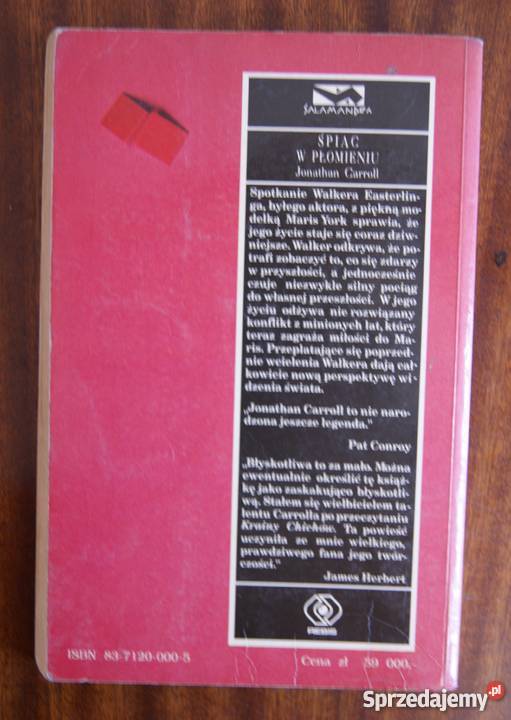 SALAMANDRA
ŚPIĄC
W PŁOMIENIU
Jonathan Carroll
Spotkanie Walkera Easterlin-
ga, byłego aktora, z piękną mo-
delką Maris York sprawia, że
jego życie staje się coraz dziw-
niejsze. Walker odkrywa, że po-
trafi zobaczyć to, co się zdarzy
w przyszłości, a jednocześnie
czuje niezwykle silny pociąg
do własnej przeszłości. W jego
życiu odżywa nie rozwiązany
konflikt z minionych lat, który
teraz zagraża miłości do Ma-
ris. Przeplatające się poprzed-
nie wcielenia Walkera dają cał-
kowicie nową perspektywę wi-
dzenia świata.
„Jonathan Carroll to nie naro-
dzona jeszcze legenda."
Pat Conroy
„Błyskotliwa to za mało. Można
ewentualnie określić tę książ-
kę jako zaskakująco błyskotli-
wą. Stałem się wielbicielem ta-
lentu Carrolla po przeczytaniu
Krainy Chichów. Ta powieść
uczyniła ze mnie wielkiego,
prawdziwego fana jego twór-
czości."
James Herbert
REBIS
ISBN 83-7120-000-5
Cena zł 59 000,-
Sprzedajemy.pl